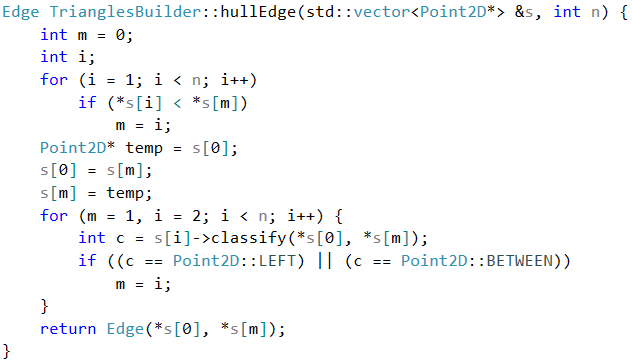 Edge TrianglesBuilder::hullEdge(std::vector<Point2D*> &s, int n) {
    int m = 0;
    int i;
    for (i = 1; i < n; i++)
        if (*s[i] < *s[m])
            m = i;
    Point2D* temp = s[0];
    s[0] = s[m];
    s[m] = temp;
    for (m = 1, i = 2; i < n; i++) {
        int c = s[i]->classify(*s[0], *s[m]);
        if ((c == Point2D::LEFT) || (c == Point2D::BETWEEN))
            m = i;
    }
    return Edge(*s[0], *s[m]);
}